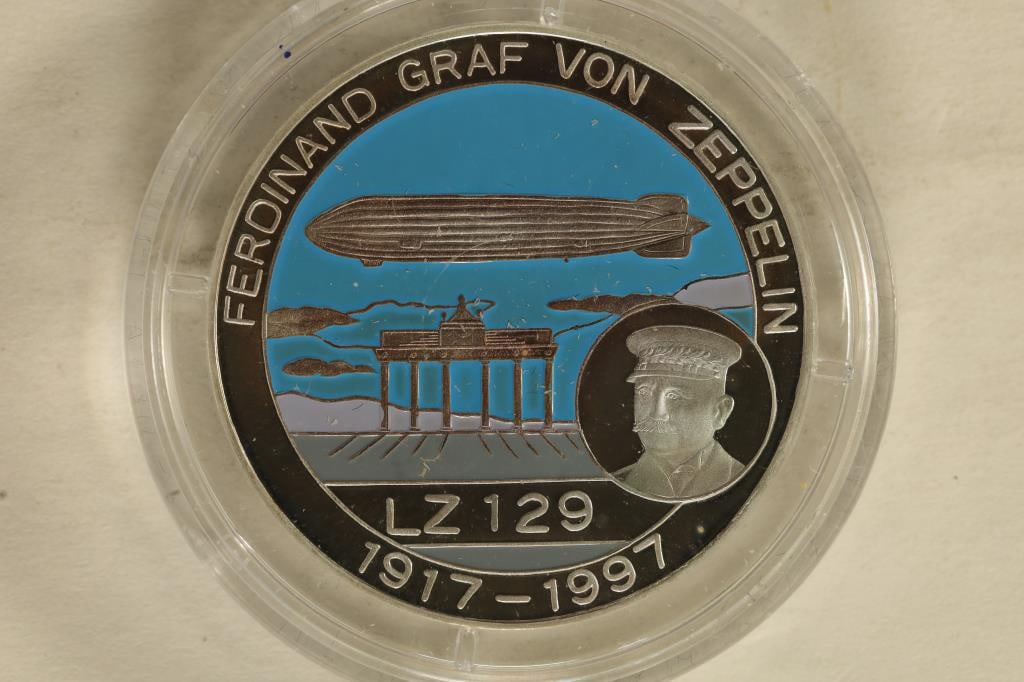 FERDINAND GRAF VON ZEPPELIN
LZ 129
1917-1997